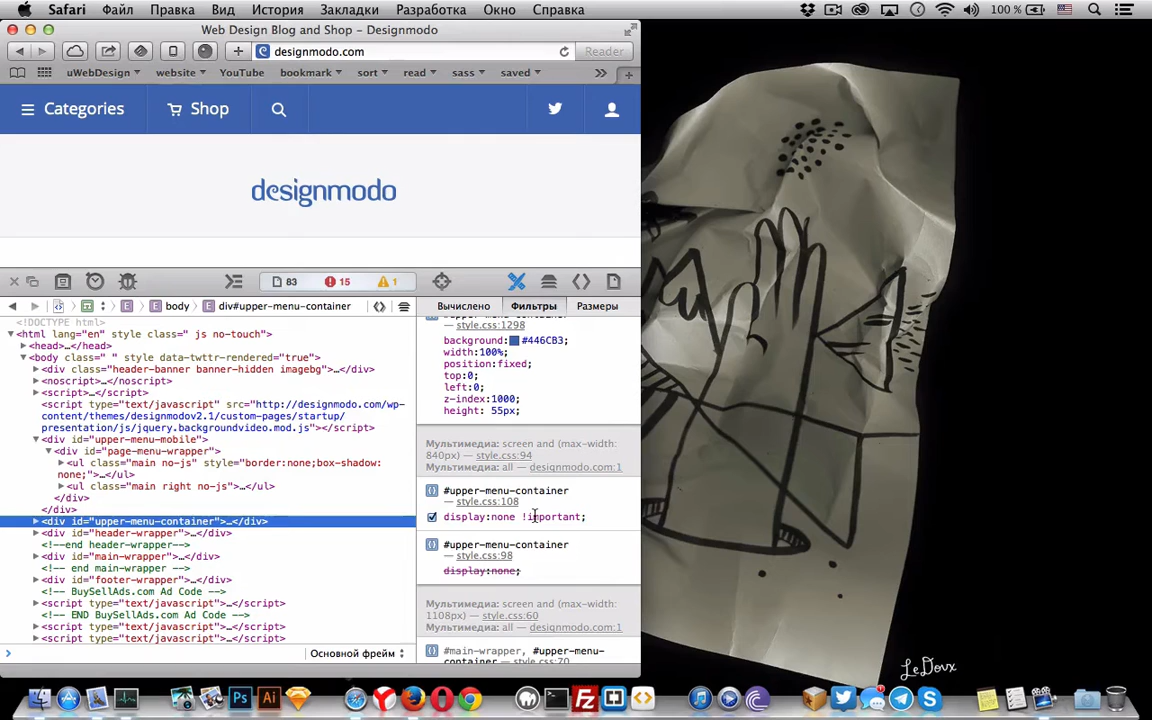 Safari Файл Правка Вид История Закладки Разработка Окно Справка 100 %
Web Design Blog and Shop – Designmodo
designmodo.com Reader
uWebDesign website YouTube bookmark sort read sass saved
Categories Shop
designmodo
83 15 1
body div#upper-menu-container Вычислено Фильтры Размеры
<!DOCTYPE html>
<html lang="en" style class=" js no-touch">
<head>…</head>
<body class=" " style data-twttr-rendered="true">
<div class="header-banner banner-hidden imagebg">…</div>
<noscript>…</noscript>
<script>…</script>
<script type="text/javascript" src="http://designmodo.com/wp-
content/themes/designmodov2.1/custom-pages/startup/
presentation/js/jquery.backgroundvideo.mod.js"></script>
<div id="upper-menu-mobile">
<div id="page-menu-wrapper">
<ul class="main no-js" style="border:none;box-shadow:
none;">…</ul>
<ul class="main right no-js">…</ul>
</div>
</div>
<div id="upper-menu-container">…</div>
<div id="header-wrapper">…</div>
<!--end header-wrapper-->
<div id="main-wrapper">…</div>
<!-- end main-wrapper-->
<div id="footer-wrapper">…</div>
<!-- BuySellAds.com Ad Code -->
<script type="text/javascript">…</script>
<!-- END BuySellAds.com Ad Code -->
<script type="text/javascript">…</script>
<script type="text/javascript">…</script>
Основной фрейм
#upper-menu-container
— style.css:1298
background: #446CB3;
width:100%;
position:fixed;
top:0;
left:0;
z-index:1000;
height: 55px;
Мультимедиа: screen and (max-width:
840px) — style.css:94
Мультимедиа: all — designmodo.com:1
#upper-menu-container
— style.css:108
display:none !important;
#upper-menu-container
— style.css:98
display:none;
Мультимедиа: screen and (max-width:
1108px) — style.css:60
Мультимедиа: all — designmodo.com:1
#main-wrapper, #upper-menu-
container — style.css:70
LeDoux